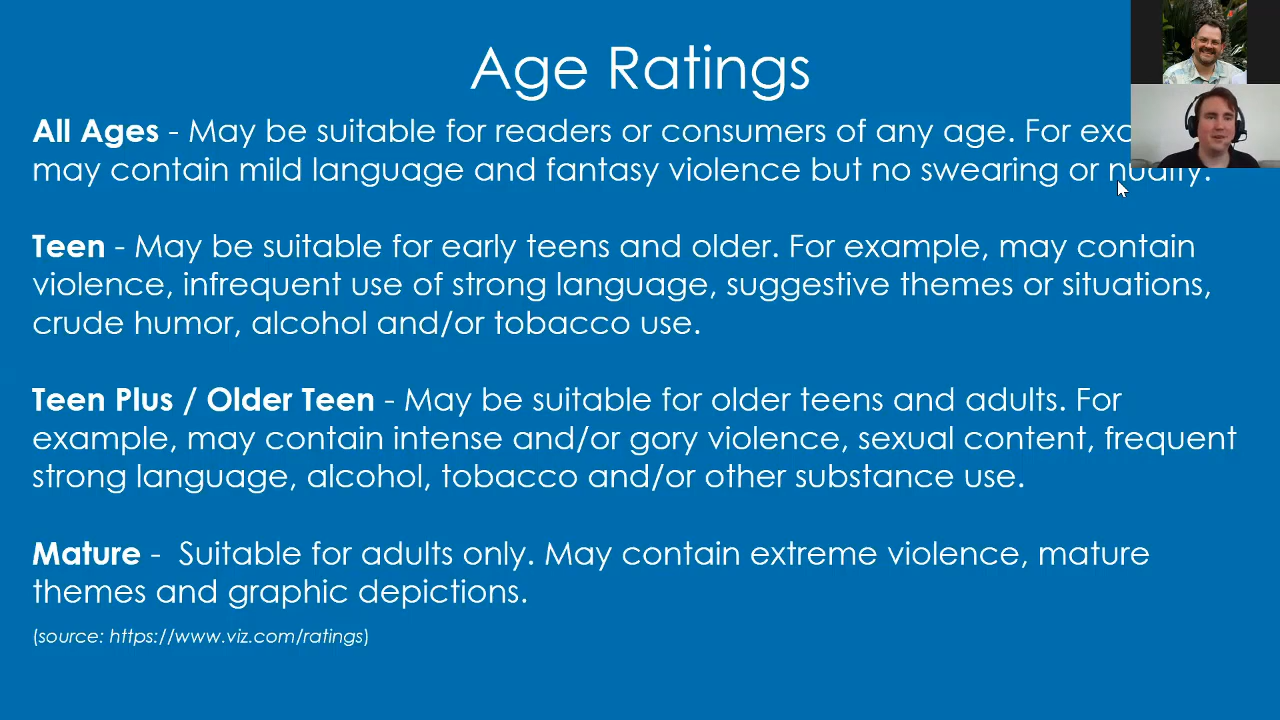 Age Ratings
All Ages - May be suitable for readers or consumers of any age. For
may contain mild language and fantasy violence but no swearing or nudity.
Teen - May be suitable for early teens and older. For example, may contain
violence, infrequent use of strong language, suggestive themes or situations,
crude humor, alcohol and/or tobacco use.
Teen Plus / Older Teen - May be suitable for older teens and adults. For
example, may contain intense and/or gory violence, sexual content, frequent
strong language, alcohol, tobacco and/or other substance use.
Mature - Suitable for adults only. May contain extreme violence, mature
themes and graphic depictions.
(source: https://www.viz.com/ratings)